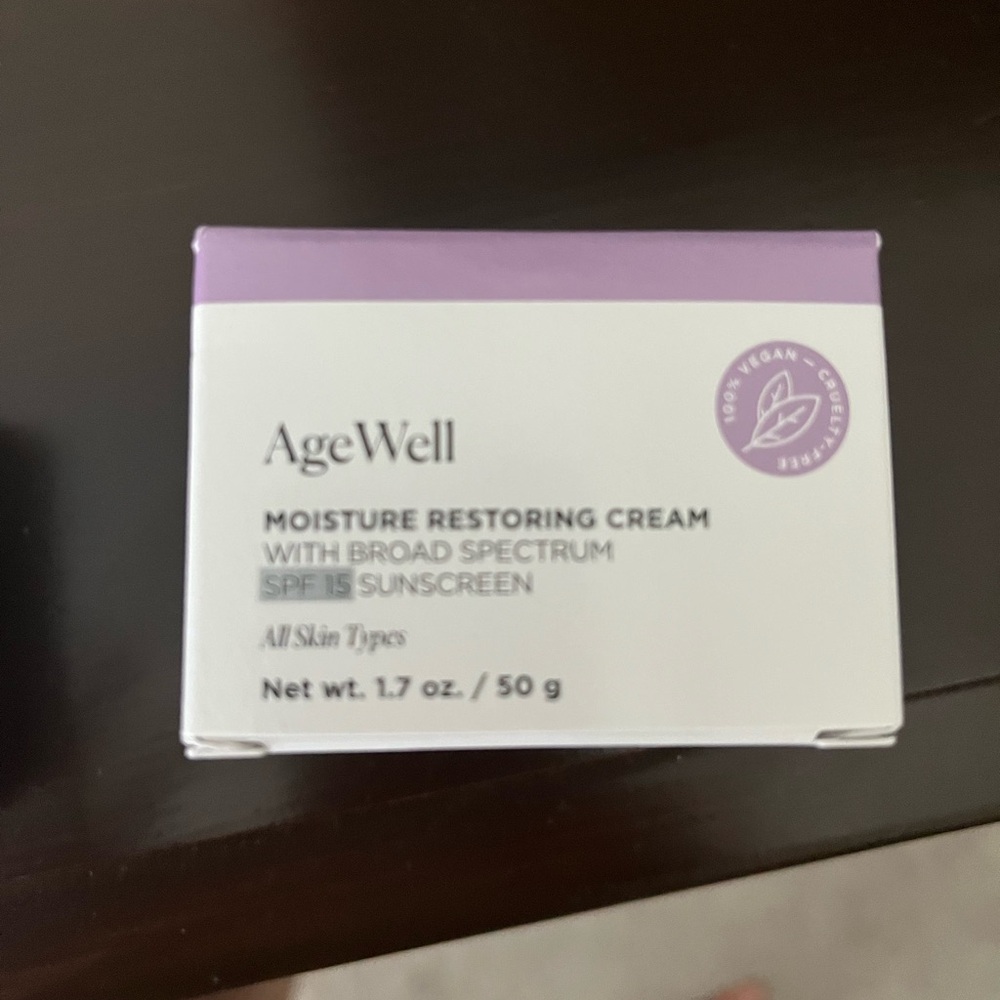 100% VEGAN — CRUELTY-FREE
AgeWell
MOISTURE RESTORING CREAM
WITH BROAD SPECTRUM
SPF 15 SUNSCREEN
All Skin Types
Net wt. 1.7 oz. / 50 g